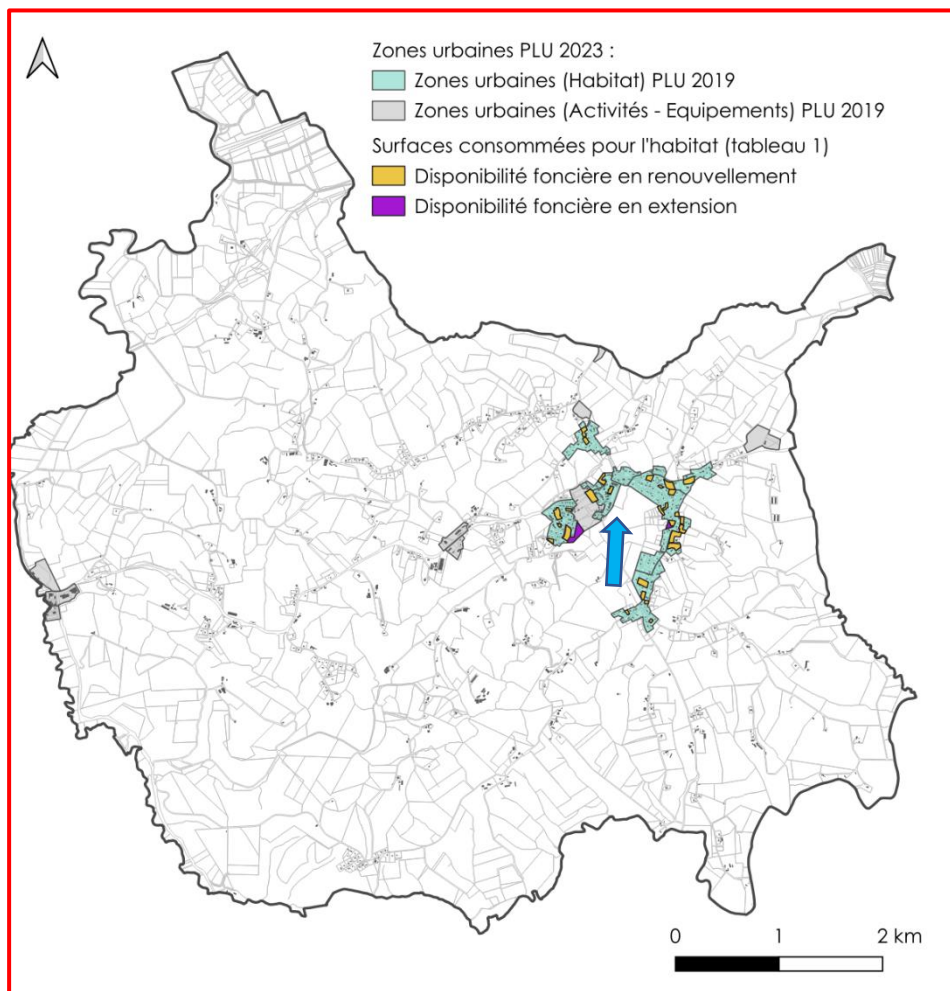 Zones urbaines PLU 2023 :
Zones urbaines (Habitat) PLU 2019
Zones urbaines (Activités - Equipements) PLU 2019
Surfaces consommées pour l'habitat (tableau 1)
Disponibilité foncière en renouvellement
Disponibilité foncière en extension
0 1 2 km